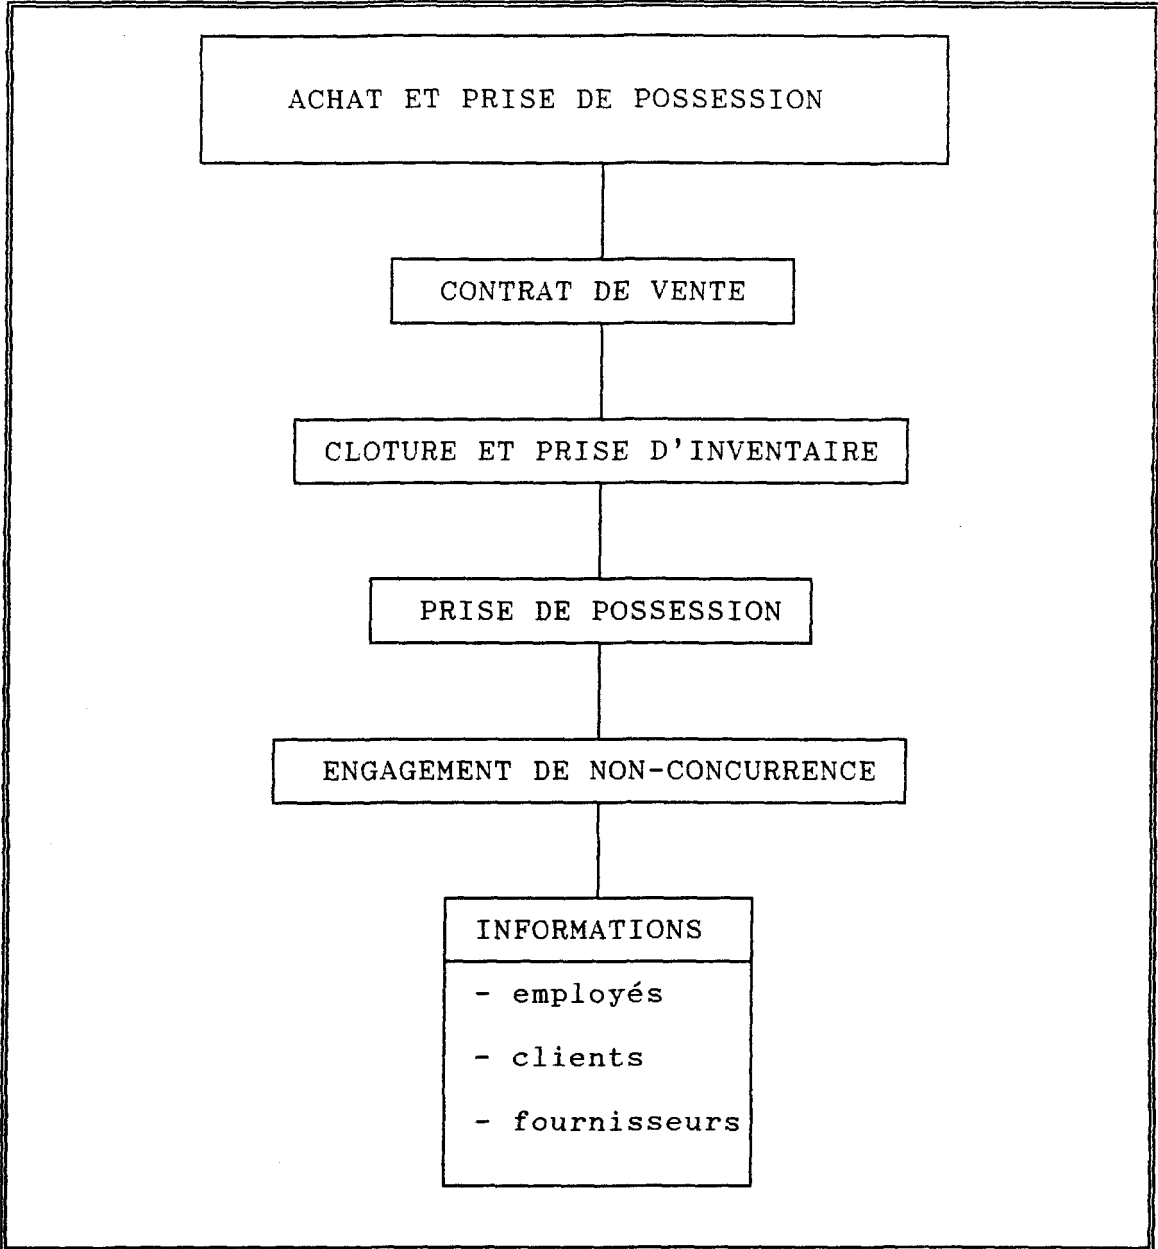 ACHAT ET PRISE DE POSSESSION
CONTRAT DE VENTE
CLOTURE ET PRISE D'INVENTAIRE
PRISE DE POSSESSION
ENGAGEMENT DE NON-CONCURRENCE
INFORMATIONS
- employés
- clients
- fournisseurs